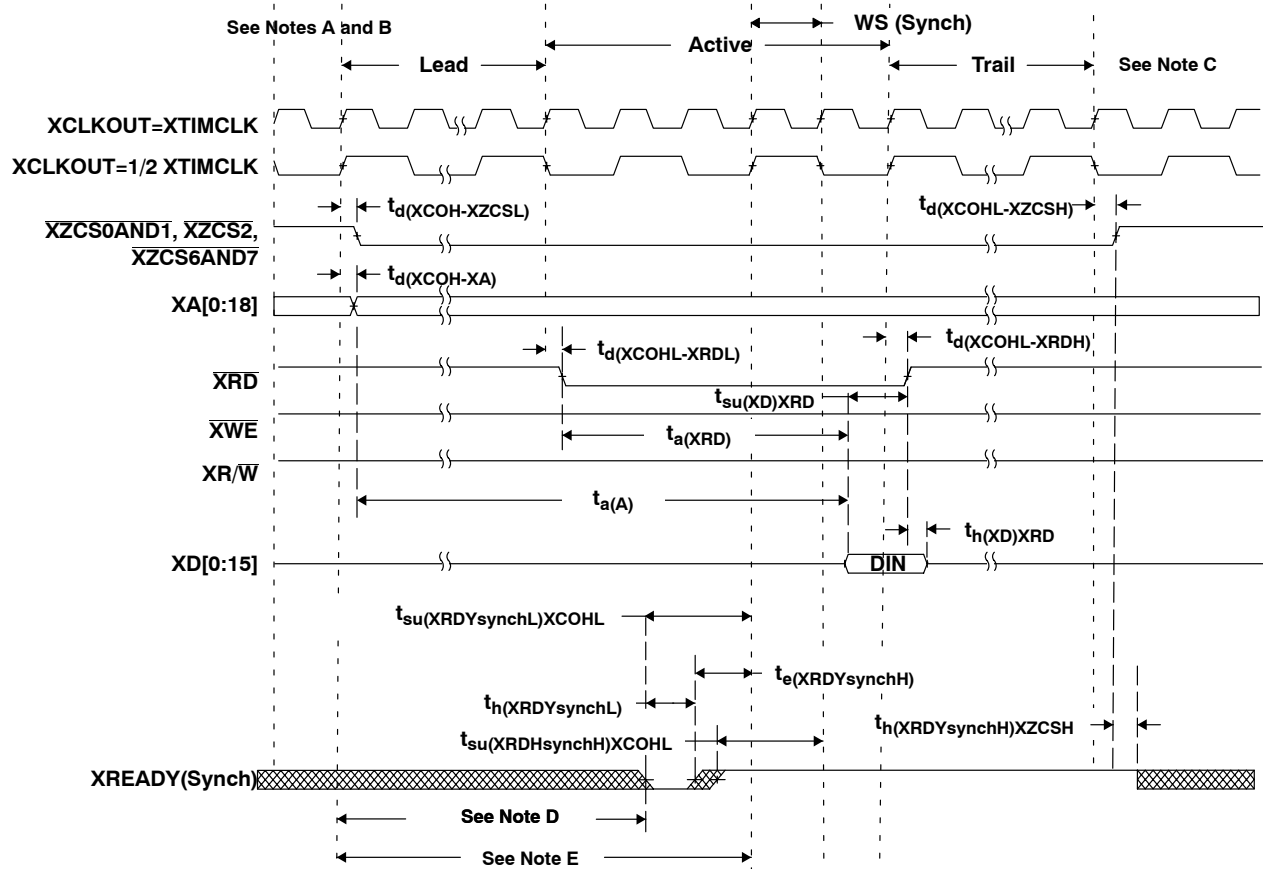 WS (Synch)
See Notes A and B
Active
Lead
Trail
See Note C
XCLKOUT=XTIMCLK
XCLKOUT=1/2 XTIMCLK
td(XCOH-XZCSL)
td(XCOHL-XZCSH)
XZCS0AND1, XZCS2,
XZCS6AND7
td(XCOH-XA)
XA[0:18]
td(XCOHL-XRDL)
td(XCOHL-XRDH)
XRD
tsu(XD)XRD
XWE
ta(XRD)
XR/W
ta(A)
th(XD)XRD
XD[0:15]
DIN
tsu(XRDYsynchL)XCOHL
te(XRDYsynchH)
th(XRDYsynchL)
th(XRDYsynchH)XZCSH
tsu(XRDHsynchH)XCOHL
XREADY(Synch)
See Note D
See Note E